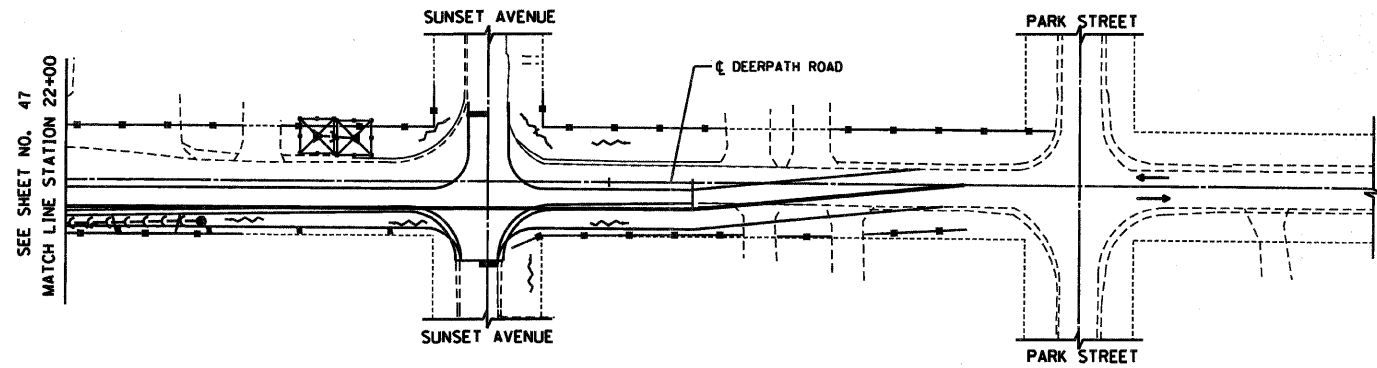 SUNSET AVENUE
PARK STREET
℄ DEERPATH ROAD
SEE SHEET NO. 47
MATCH LINE STATION 22+00
SUNSET AVENUE
PARK STREET